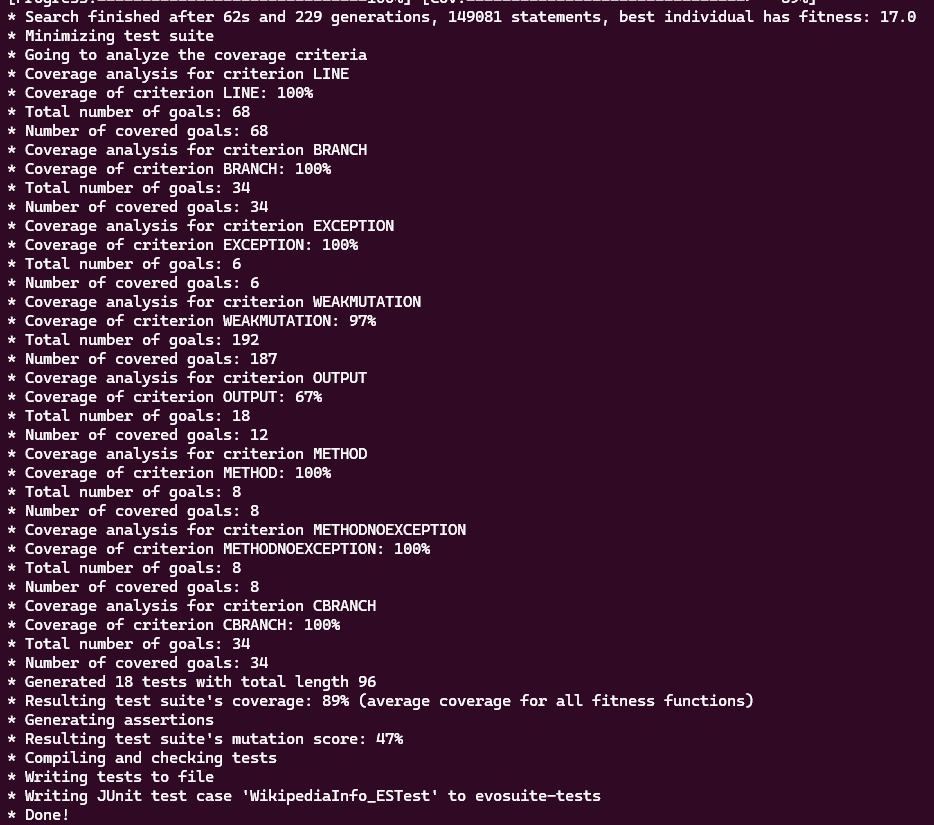 * Search finished after 62s and 229 generations, 149081 statements, best individual has fitness: 17.0
* Minimizing test suite
* Going to analyze the coverage criteria
* Coverage analysis for criterion LINE
* Coverage of criterion LINE: 100%
* Total number of goals: 68
* Number of covered goals: 68
* Coverage analysis for criterion BRANCH
* Coverage of criterion BRANCH: 100%
* Total number of goals: 34
* Number of covered goals: 34
* Coverage analysis for criterion EXCEPTION
* Coverage of criterion EXCEPTION: 100%
* Total number of goals: 6
* Number of covered goals: 6
* Coverage analysis for criterion WEAKMUTATION
* Coverage of criterion WEAKMUTATION: 97%
* Total number of goals: 192
* Number of covered goals: 187
* Coverage analysis for criterion OUTPUT
* Coverage of criterion OUTPUT: 67%
* Total number of goals: 18
* Number of covered goals: 12
* Coverage analysis for criterion METHOD
* Coverage of criterion METHOD: 100%
* Total number of goals: 8
* Number of covered goals: 8
* Coverage analysis for criterion METHODNOEXCEPTION
* Coverage of criterion METHODNOEXCEPTION: 100%
* Total number of goals: 8
* Number of covered goals: 8
* Coverage analysis for criterion CBRANCH
* Coverage of criterion CBRANCH: 100%
* Total number of goals: 34
* Number of covered goals: 34
* Generated 18 tests with total length 96
* Resulting test suite's coverage: 89% (average coverage for all fitness functions)
* Generating assertions
* Resulting test suite's mutation score: 47%
* Compiling and checking tests
* Writing tests to file
* Writing JUnit test case 'WikipediaInfo_ESTest' to evosuite-tests
* Done!